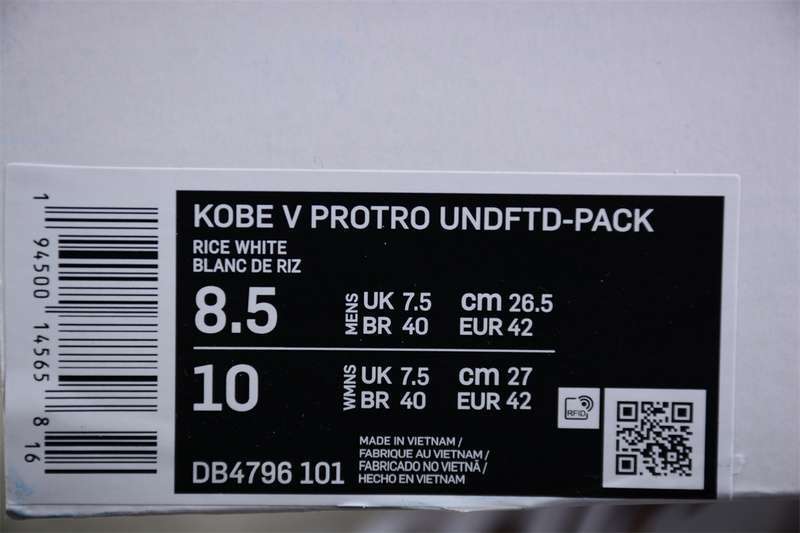 1
94500
14565
8
16
KOBE V PROTRO UNDFTD-PACK
RICE WHITE
BLANC DE RIZ
8.5
MENS
UK 7.5 cm 26.5
BR 40 EUR 42
10
WMNS
UK 7.5 cm 27
BR 40 EUR 42
RFID
DB4796 101
MADE IN VIETNAM /
FABRIQUE AU VIETNAM /
FABRICADO NO VIETNÃ /
HECHO EN VIETNAM